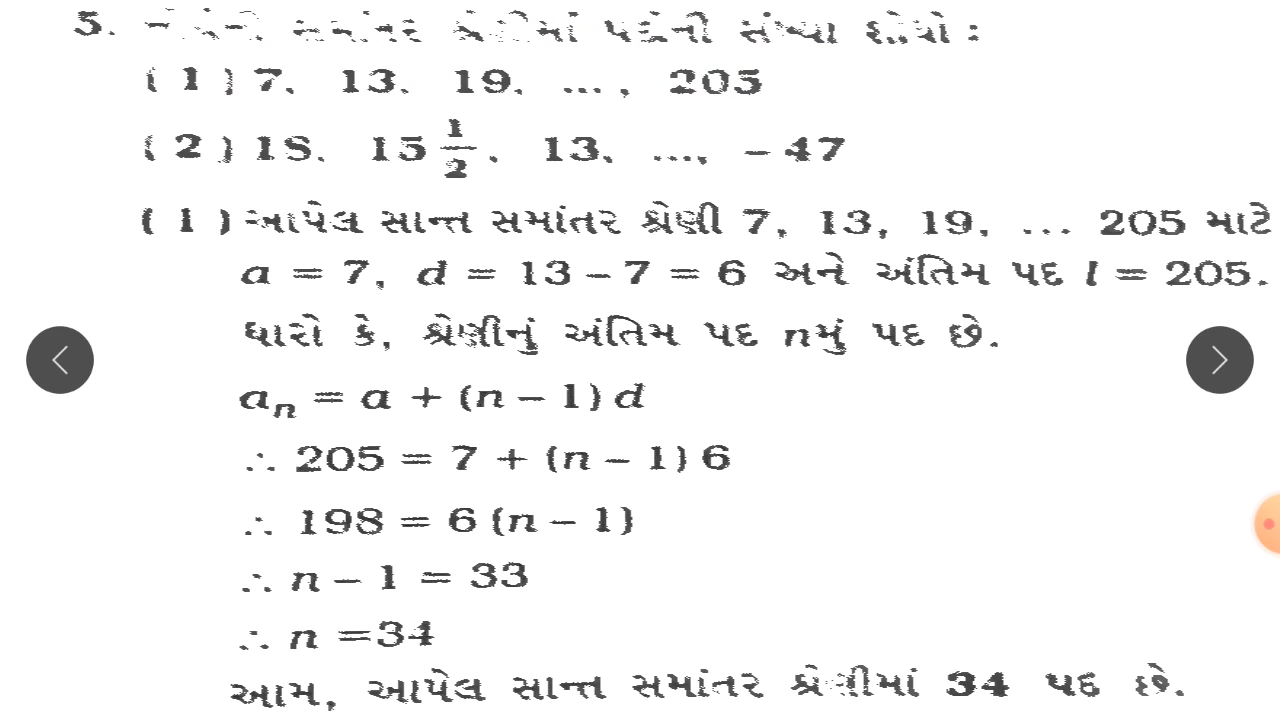 5. નીચેની સમાંતર શ્રેણીમાં પદોની સંખ્યા શોધો :
( 1 ) 7, 13, 19, ..., 205
( 2 ) 18, 15 1/2, 13, ..., – 47
( 1 ) આપેલ સાન્ત સમાંતર શ્રેણી 7, 13, 19, ... 205 માટે
a = 7, d = 13 – 7 = 6 અને અંતિમ પદ l = 205.
ધારો કે, શ્રેણીનું અંતિમ પદ nમું પદ છે.
aₙ = a + (n – 1) d
∴ 205 = 7 + (n – 1) 6
∴ 198 = 6 (n – 1)
∴ n – 1 = 33
∴ n =34
આમ, આપેલ સાન્ત સમાંતર શ્રેણીમાં 34 પદ છે.